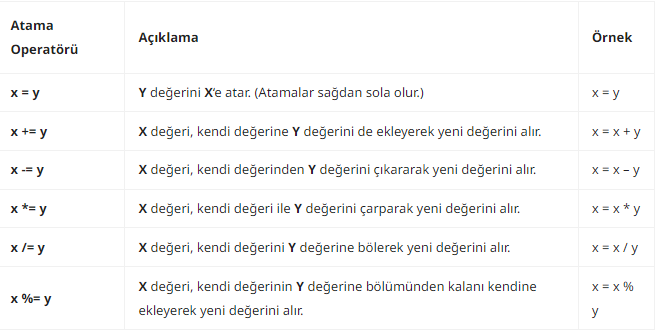 Atama
Operatörü
Açıklama
Örnek
x = y
Y değerini X'e atar. (Atamalar sağdan sola olur.)
x = y
x += y
X değeri, kendi değerine Y değerini de ekleyerek yeni değerini alır.
x = x + y
x -= y
X değeri, kendi değerinden Y değerini çıkararak yeni değerini alır.
x = x – y
x *= y
X değeri, kendi değeri ile Y değerini çarparak yeni değerini alır.
x = x * y
x /= y
X değeri, kendi değerini Y değerine bölerek yeni değerini alır.
x = x / y
x %= y
X değeri, kendi değerinin Y değerine bölümünden kalanı kendine
ekleyerek yeni değerini alır.
x = x %
y